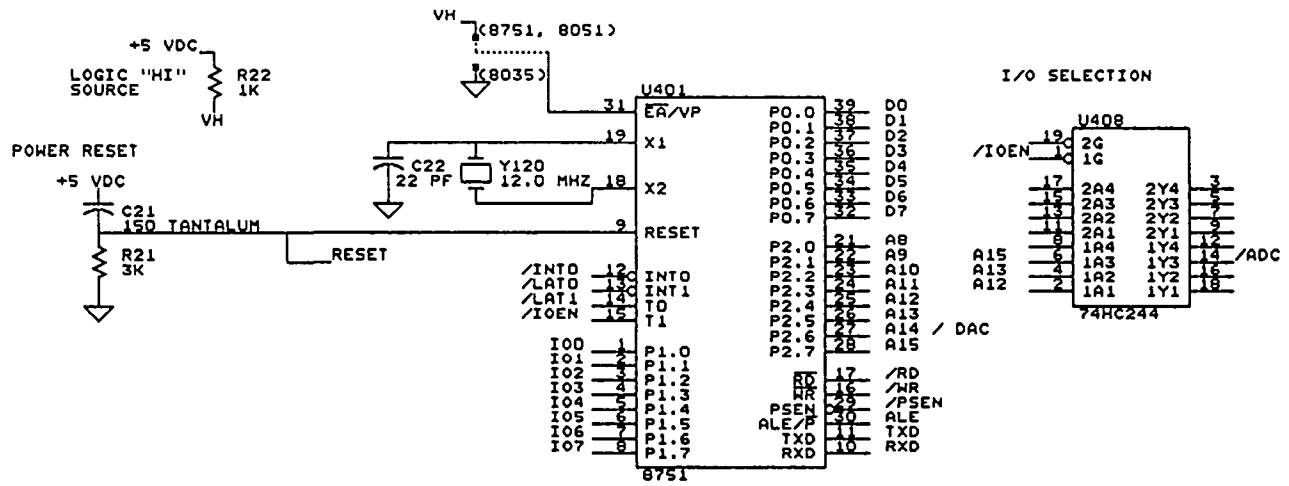 VH
(8751, 8051)
(8035)
+5 VDC
LOGIC "HI"
SOURCE
R22
1K
VH
POWER RESET
+5 VDC
C21
150 TANTALUM
R21
3K
RESET
C22
22 PF
Y120
12.0 MHZ
U401
31 EA/VP
19 X1
18 X2
9 RESET
/INT0 12 INT0
/LAT0 13 INT1
/LAT1 14 T0
/IOEN 15 T1
IO0 1 P1.0
IO1 2 P1.1
IO2 3 P1.2
IO3 4 P1.3
IO4 5 P1.4
IO5 6 P1.5
IO6 7 P1.6
IO7 8 P1.7
P0.0 39 D0
P0.1 38 D1
P0.2 37 D2
P0.3 36 D3
P0.4 35 D4
P0.5 34 D5
P0.6 33 D6
P0.7 32 D7
P2.0 21 A8
P2.1 22 A9
P2.2 23 A10
P2.3 24 A11
P2.4 25 A12
P2.5 26 A13
P2.6 27 A14 / DAC
P2.7 28 A15
RD 17 /RD
WR 16 /WR
PSEN 29 /PSEN
ALE/P 30 ALE
TXD 11 TXD
RXD 10 RXD
8751
I/O SELECTION
U408
19 2G
/IOEN 1 1G
17 2A4 2Y4 3
15 2A3 2Y3 5
13 2A2 2Y2 7
11 2A1 2Y1 9
8 1A4 1Y4 12
A15 6 1A3 1Y3 14 /ADC
A13 4 1A2 1Y2 16
A12 2 1A1 1Y1 18
74HC244